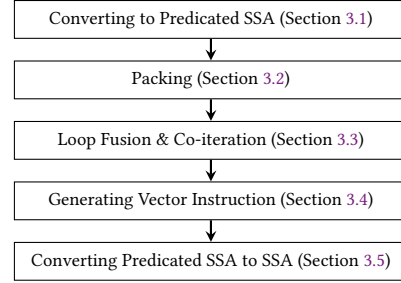 Converting to Predicated SSA (Section 3.1)
Packing (Section 3.2)
Loop Fusion & Co-iteration (Section 3.3)
Generating Vector Instruction (Section 3.4)
Converting Predicated SSA to SSA (Section 3.5)